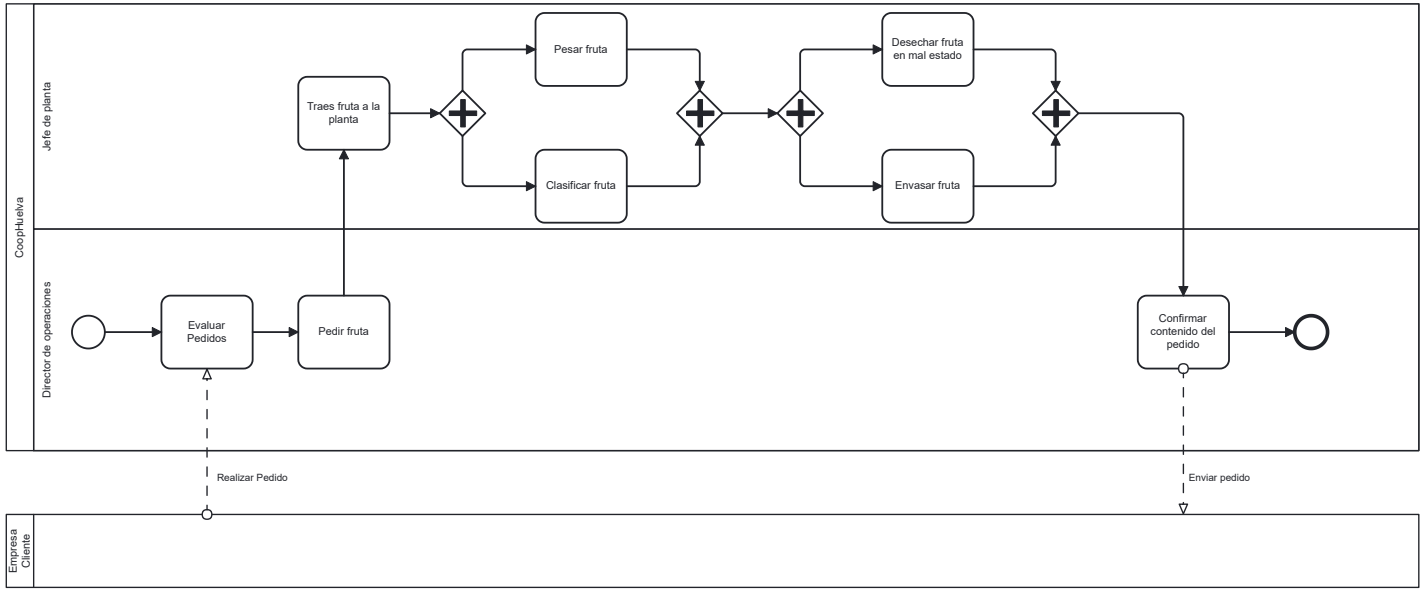 CoopHuelva
Jefe de planta
Traes fruta a la
planta
Pesar fruta
Clasificar fruta
Desechar fruta
en mal estado
Envasar fruta
Director de operaciones
Evaluar
Pedidos
Pedir fruta
Confirmar
contenido del
pedido
Realizar Pedido
Enviar pedido
Empresa
Cliente